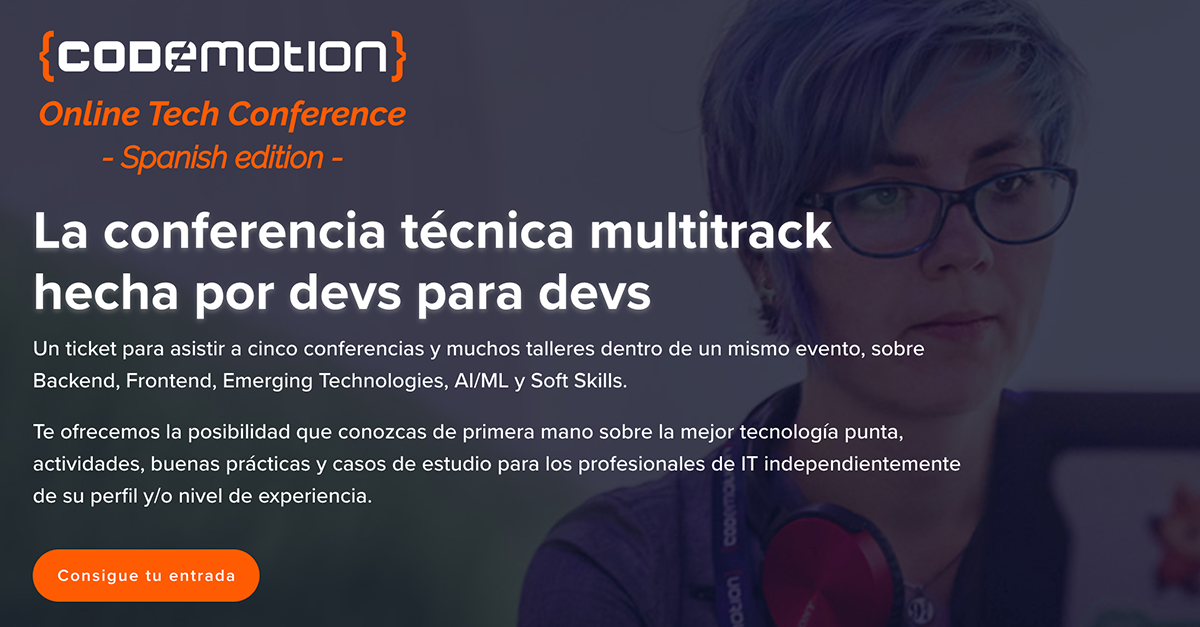 {CODEMOTION}
Online Tech Conference
- Spanish edition -
La conferencia técnica multitrack
hecha por devs para devs
Un ticket para asistir a cinco conferencias y muchos talleres dentro de un mismo evento, sobre
Backend, Frontend, Emerging Technologies, AI/ML y Soft Skills.
Te ofrecemos la posibilidad que conozcas de primera mano sobre la mejor tecnología punta,
actividades, buenas prácticas y casos de estudio para los profesionales de IT independientemente
de su perfil y/o nivel de experiencia.
Consigue tu entrada
CODEMOTION
SONY